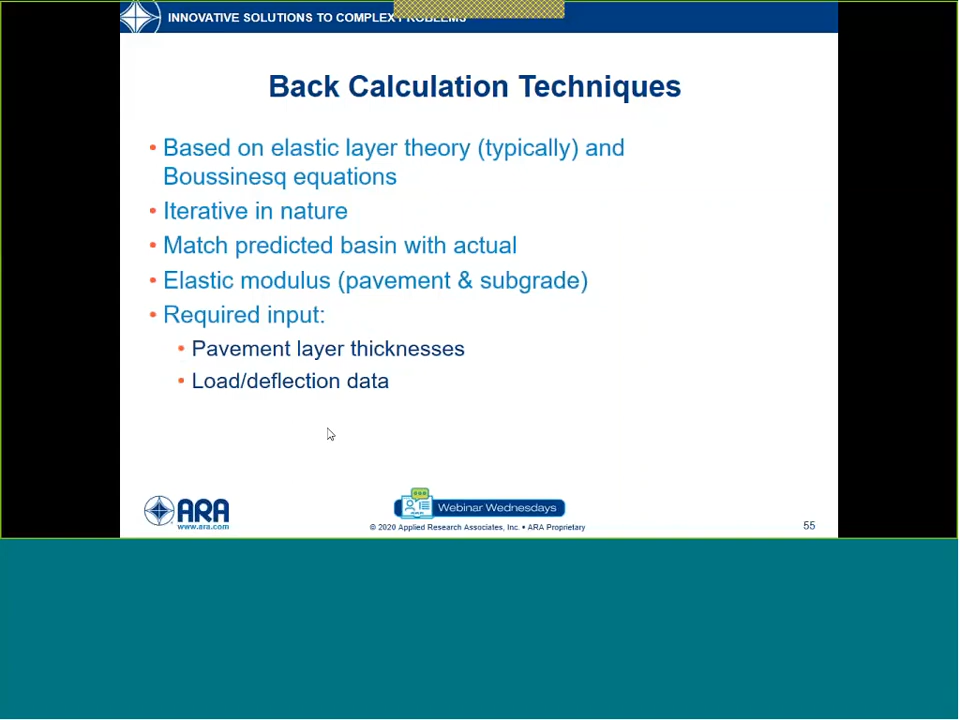 INNOVATIVE SOLUTIONS TO COMPLEX PROBLEMS
Back Calculation Techniques
• Based on elastic layer theory (typically) and
Boussinesq equations
• Iterative in nature
• Match predicted basin with actual
• Elastic modulus (pavement & subgrade)
• Required input:
• Pavement layer thicknesses
• Load/deflection data
ARA
www.ara.com
Webinar Wednesdays
© 2020 Applied Research Associates, Inc. • ARA Proprietary
55